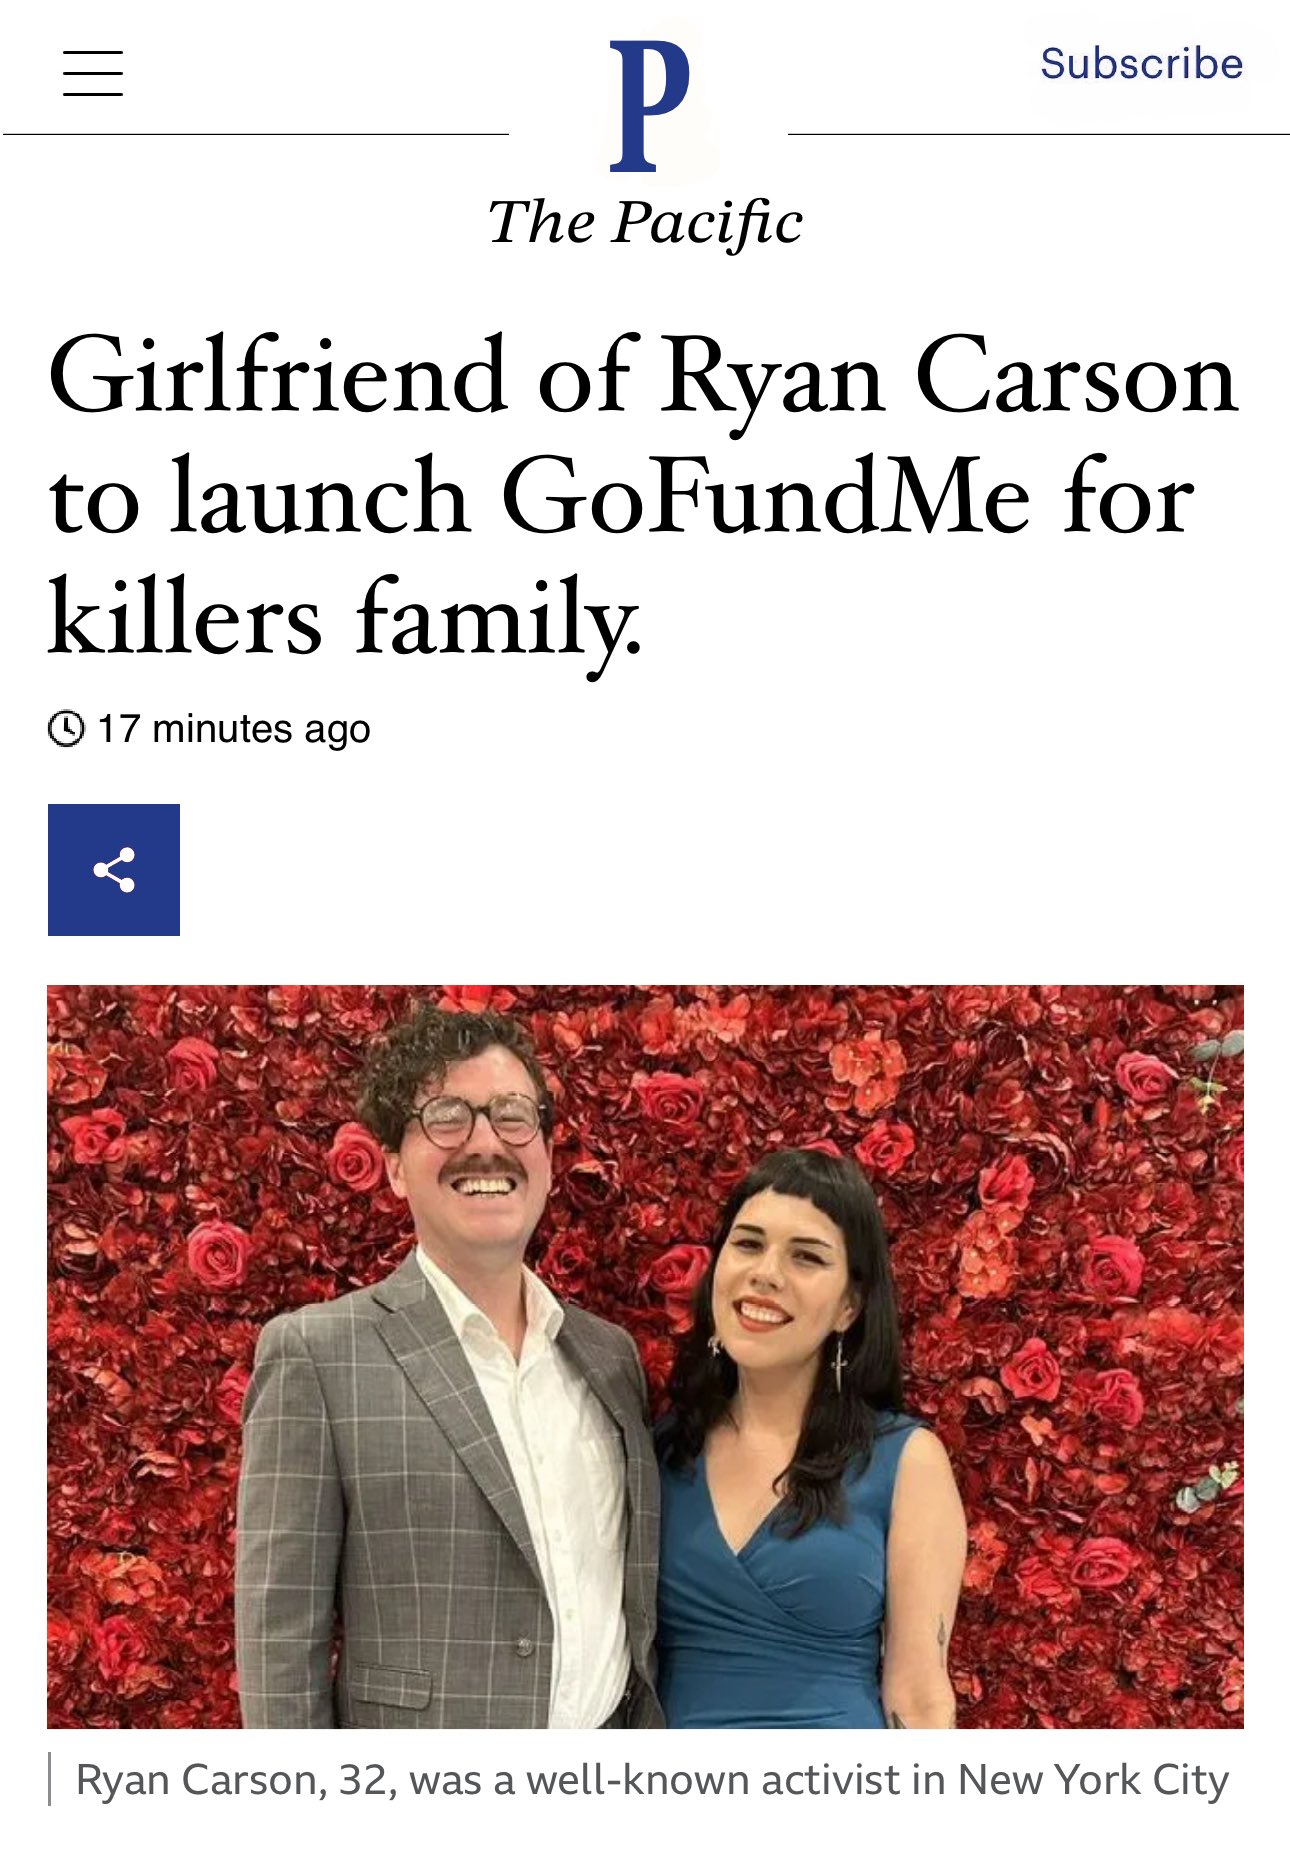 Subscribe
P
The Pacific
Girlfriend of Ryan Carson
to launch GoFundMe for
killers family.
17 minutes ago
Ryan Carson, 32, was a well-known activist in New York City